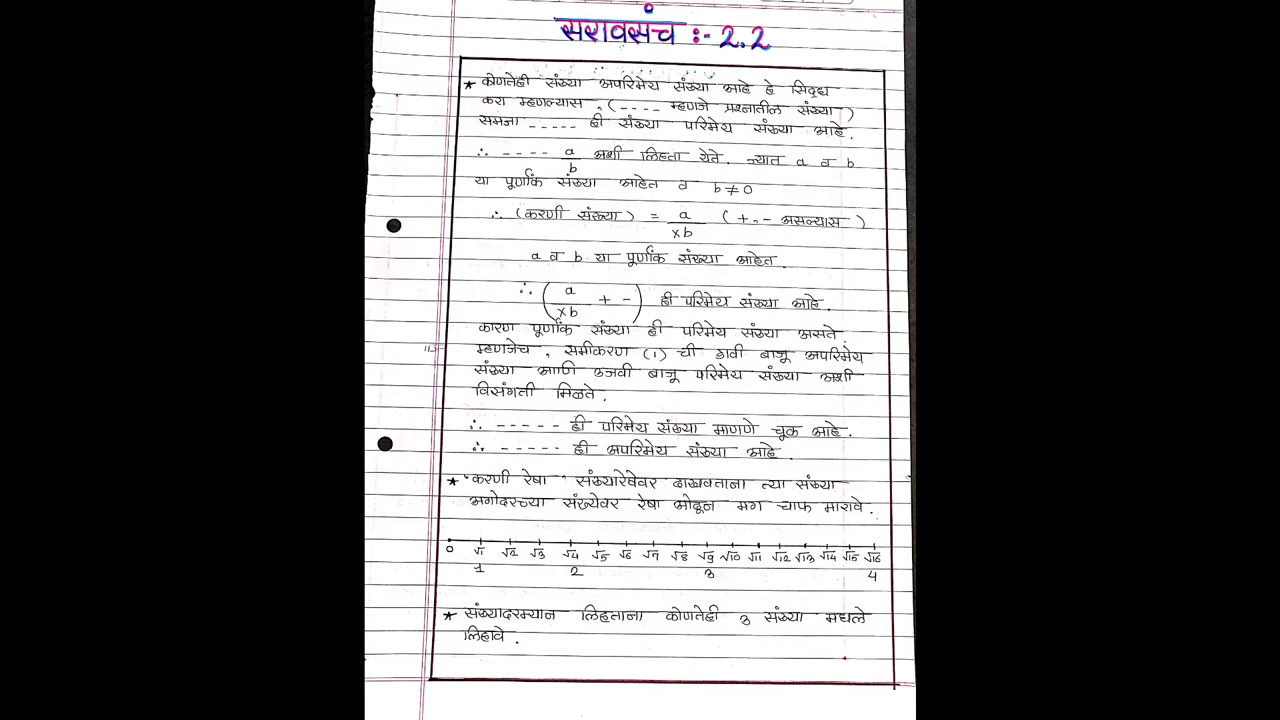 सरावसंच :- 2.2
★ कोणतेही संख्या अपरिमेय संख्या आहे हे सिद्ध
करा म्हणल्यास, (---- म्हणजे प्रश्नातील संख्या)
समजा ----- ही संख्या परिमेय संख्या आहे.
∴ ---- a/b अशी लिहता येते. ज्यात a व b
या पूर्णांक संख्या आहेत व b ≠ 0
∴ (करणी संख्या) = a/xb (+,- असल्यास)
a व b या पूर्णांक संख्या आहेत.
∴ (a/xb + -) ही परिमेय संख्या आहे.
कारण पूर्णांक संख्या ही परिमेय संख्या असते.
म्हणजेच, समीकरण (1) ची डावी बाजू अपरिमेय
संख्या आणि उजवी बाजू परिमेय संख्या अशी
विसंगती मिळते.
∴ ----- ही परिमेय संख्या मानणे चूक आहे.
∴ ----- ही अपरिमेय संख्या आहे.
★ "करणी रेषा" संख्यारेषेवर दाखवताना त्या संख्या
अगोदरच्या संख्येवर रेषा ओढून मग चाफ मारावे.
0 √1 √2 √3 √4 √5 √6 √7 √8 √9 √10 √11 √12 √13 √14 √15 √16
1 2 3 4
★ संख्यादरम्यान लिहताना कोणतेही 3 संख्या मधले
लिहावे.